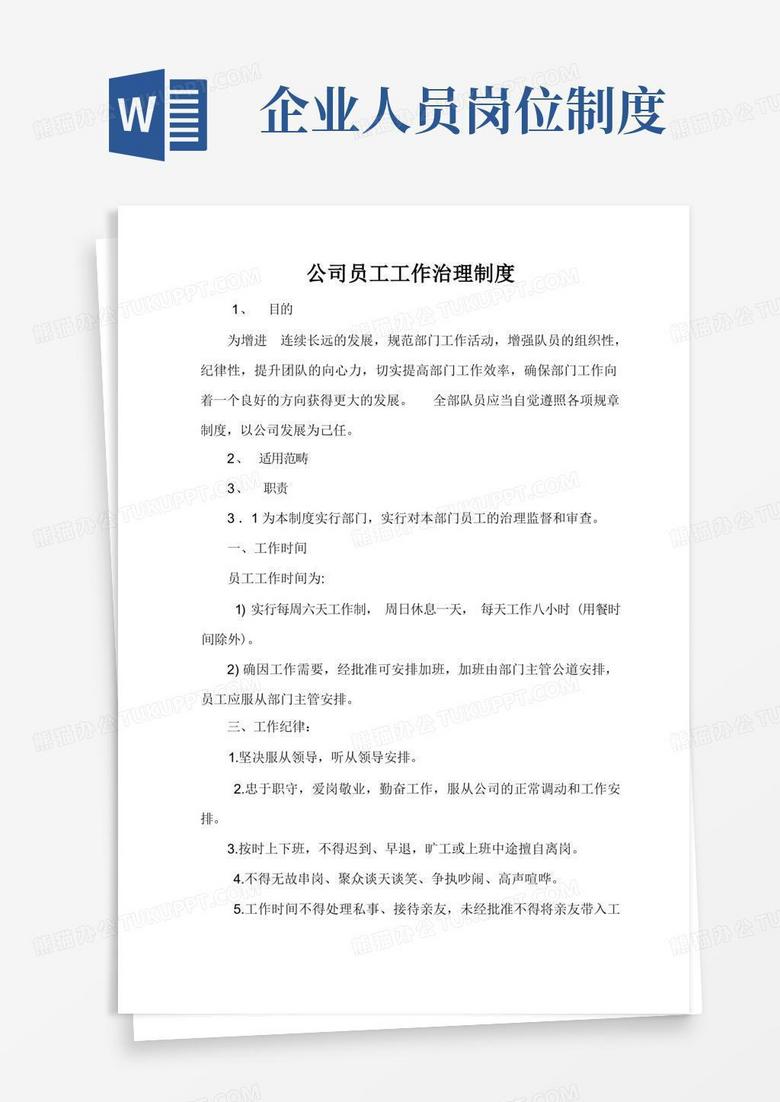 W
企业人员岗位制度
公司员工工作治理制度
1、 目的
为增进 连续长远的发展，规范部门工作活动，增强队员的组织性，
纪律性，提升团队的向心力，切实提高部门工作效率，确保部门工作向
着一个良好的方向获得更大的发展。 全部队员应当自觉遵照各项规章
制度，以公司发展为己任。
2、 适用范畴
3、 职责
3．1为本制度实行部门，实行对本部门员工的治理监督和审查。
一、工作时间
员工工作时间为:
1) 实行每周六天工作制， 周日休息一天， 每天工作八小时 (用餐时
间除外)。
2) 确因工作需要，经批准可安排加班，加班由部门主管公道安排，
员工应服从部门主管安排。
三、工作纪律：
1.坚决服从领导，听从领导安排。
2.忠于职守，爱岗敬业，勤奋工作，服从公司的正常调动和工作安
排。
3.按时上下班，不得迟到、早退，旷工或上班中途擅自离岗。
4.不得无故串岗、聚众谈天谈笑、争执吵闹、高声喧哗。
5.工作时间不得处理私事、接待亲友，未经批准不得将亲友带入工
熊猫办公 TUKUPPT.COM